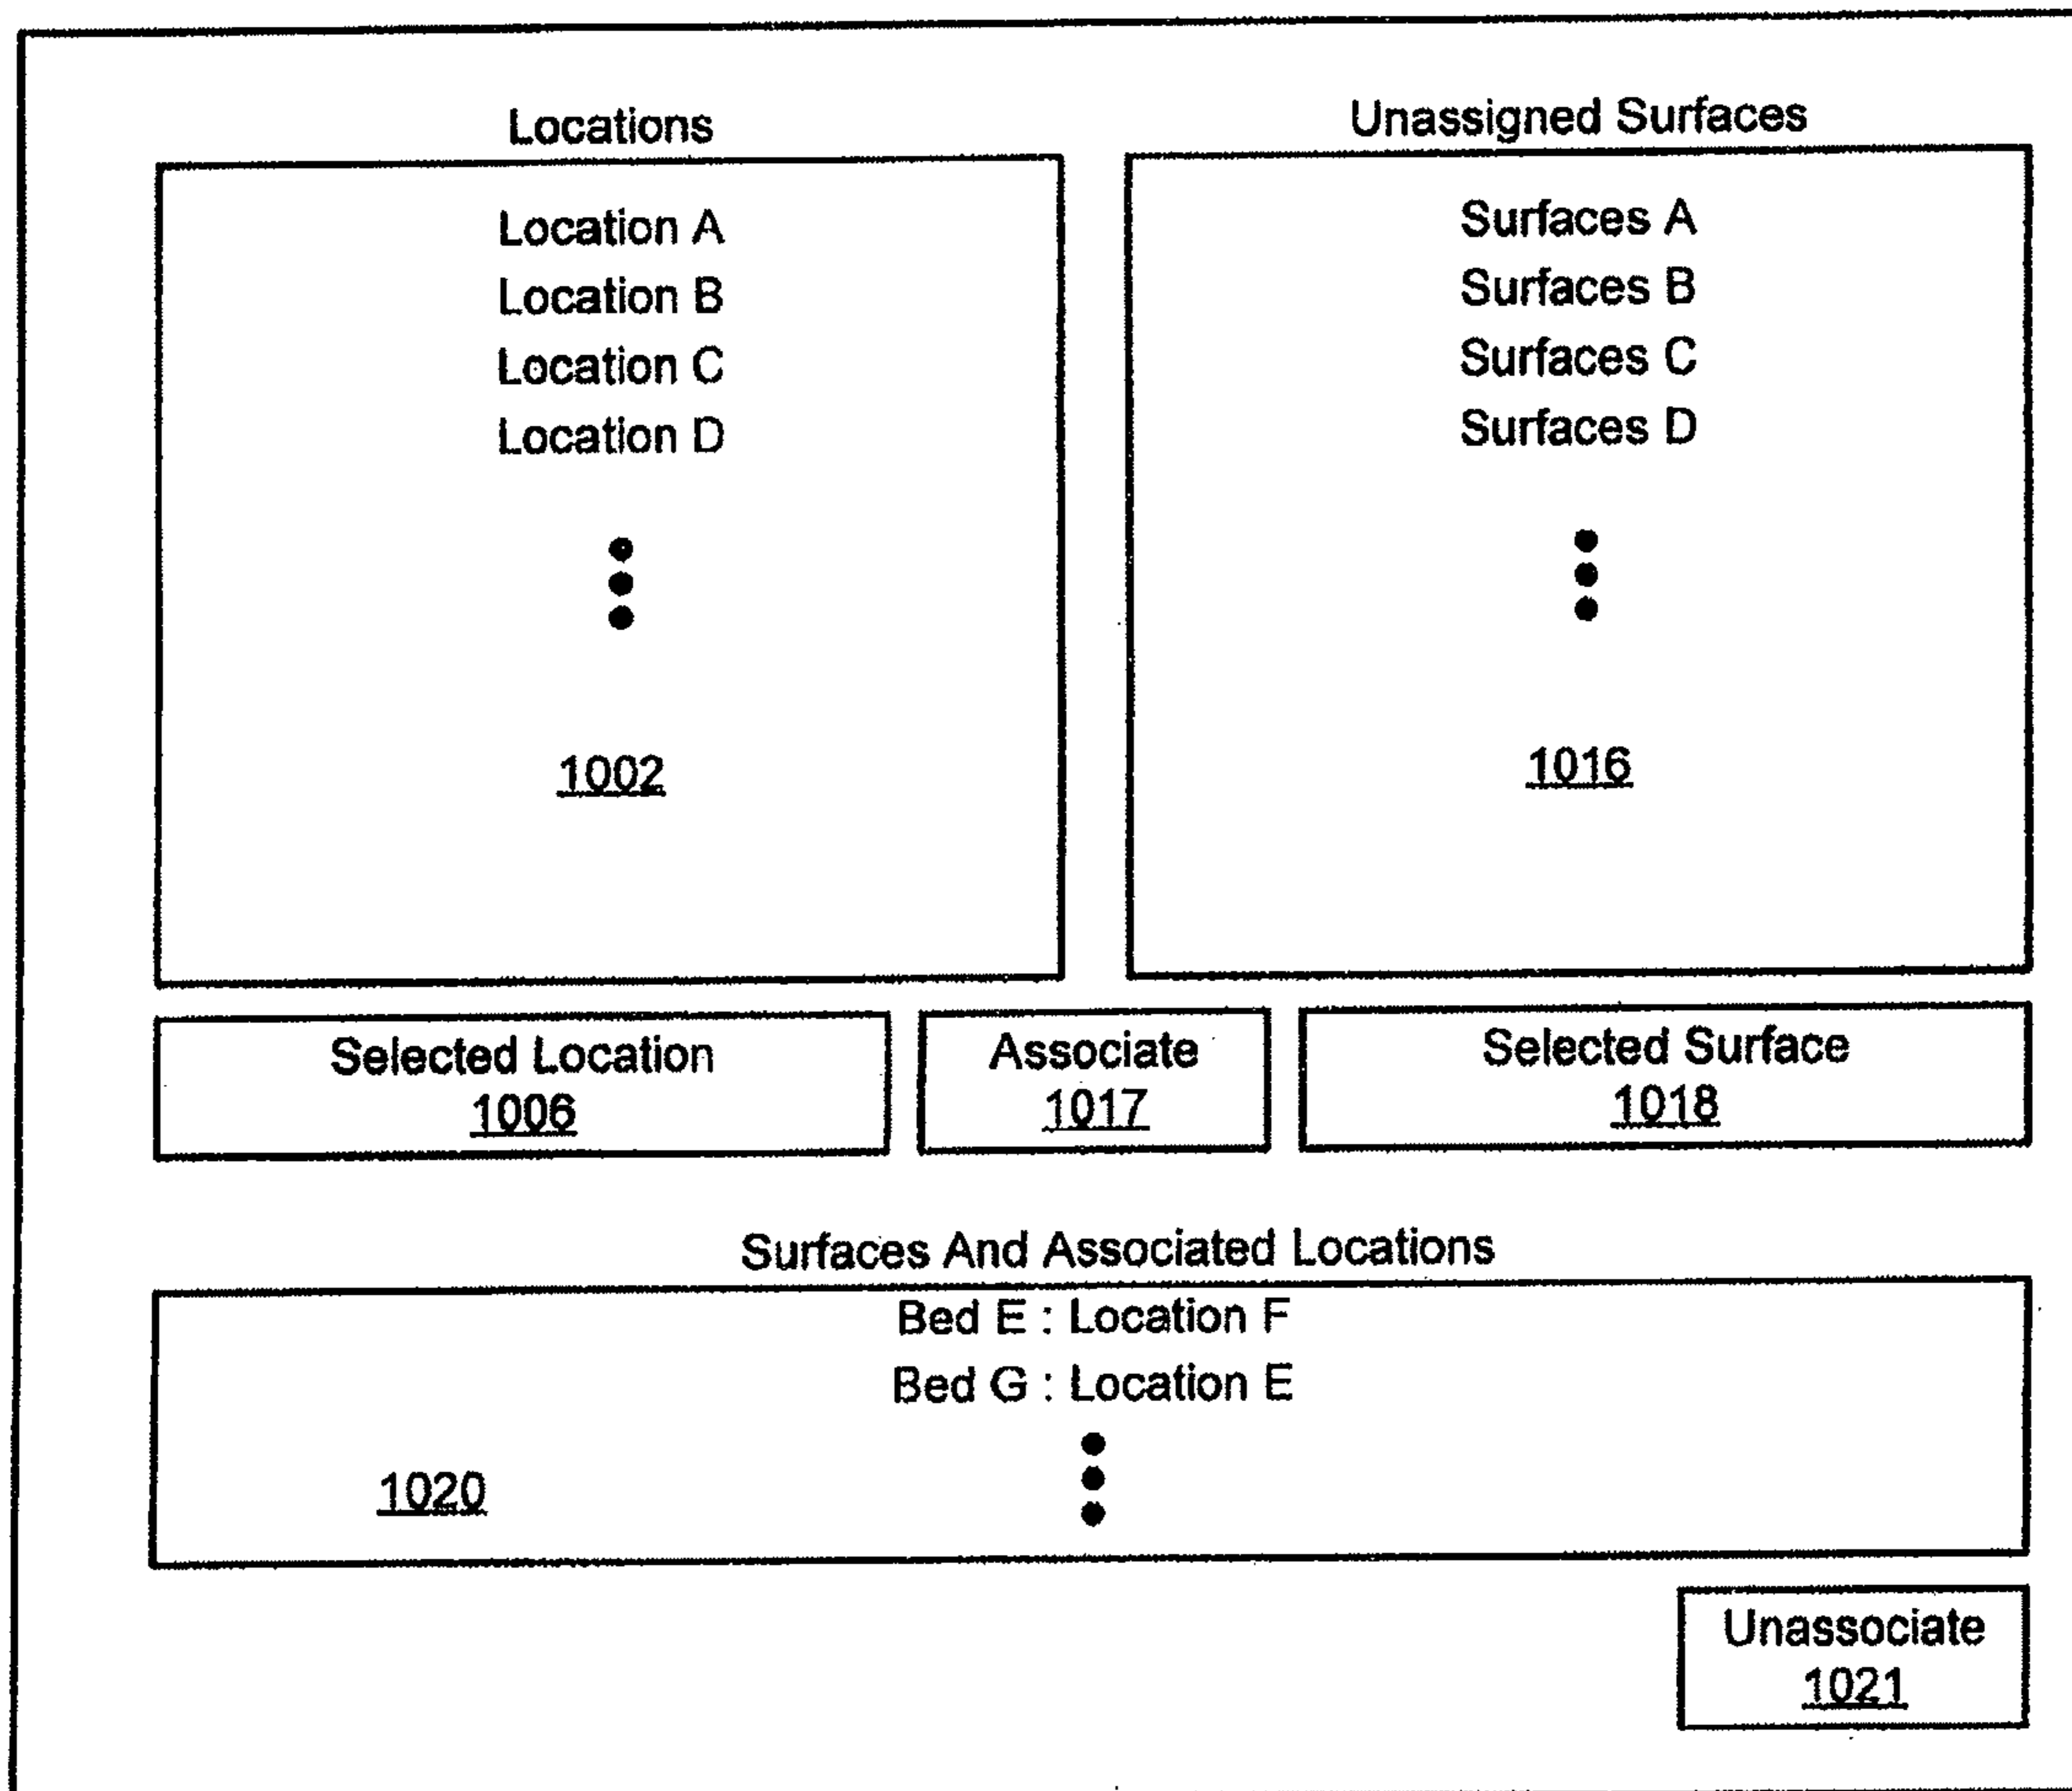 Locations
Location A
Location B
Location C
Location D
1002
Unassigned Surfaces
Surfaces A
Surfaces B
Surfaces C
Surfaces D
1016
Selected Location
1006
Associate
1017
Selected Surface
1018
Surfaces And Associated Locations
Bed E : Location F
Bed G : Location E
1020
Unassociate
1021